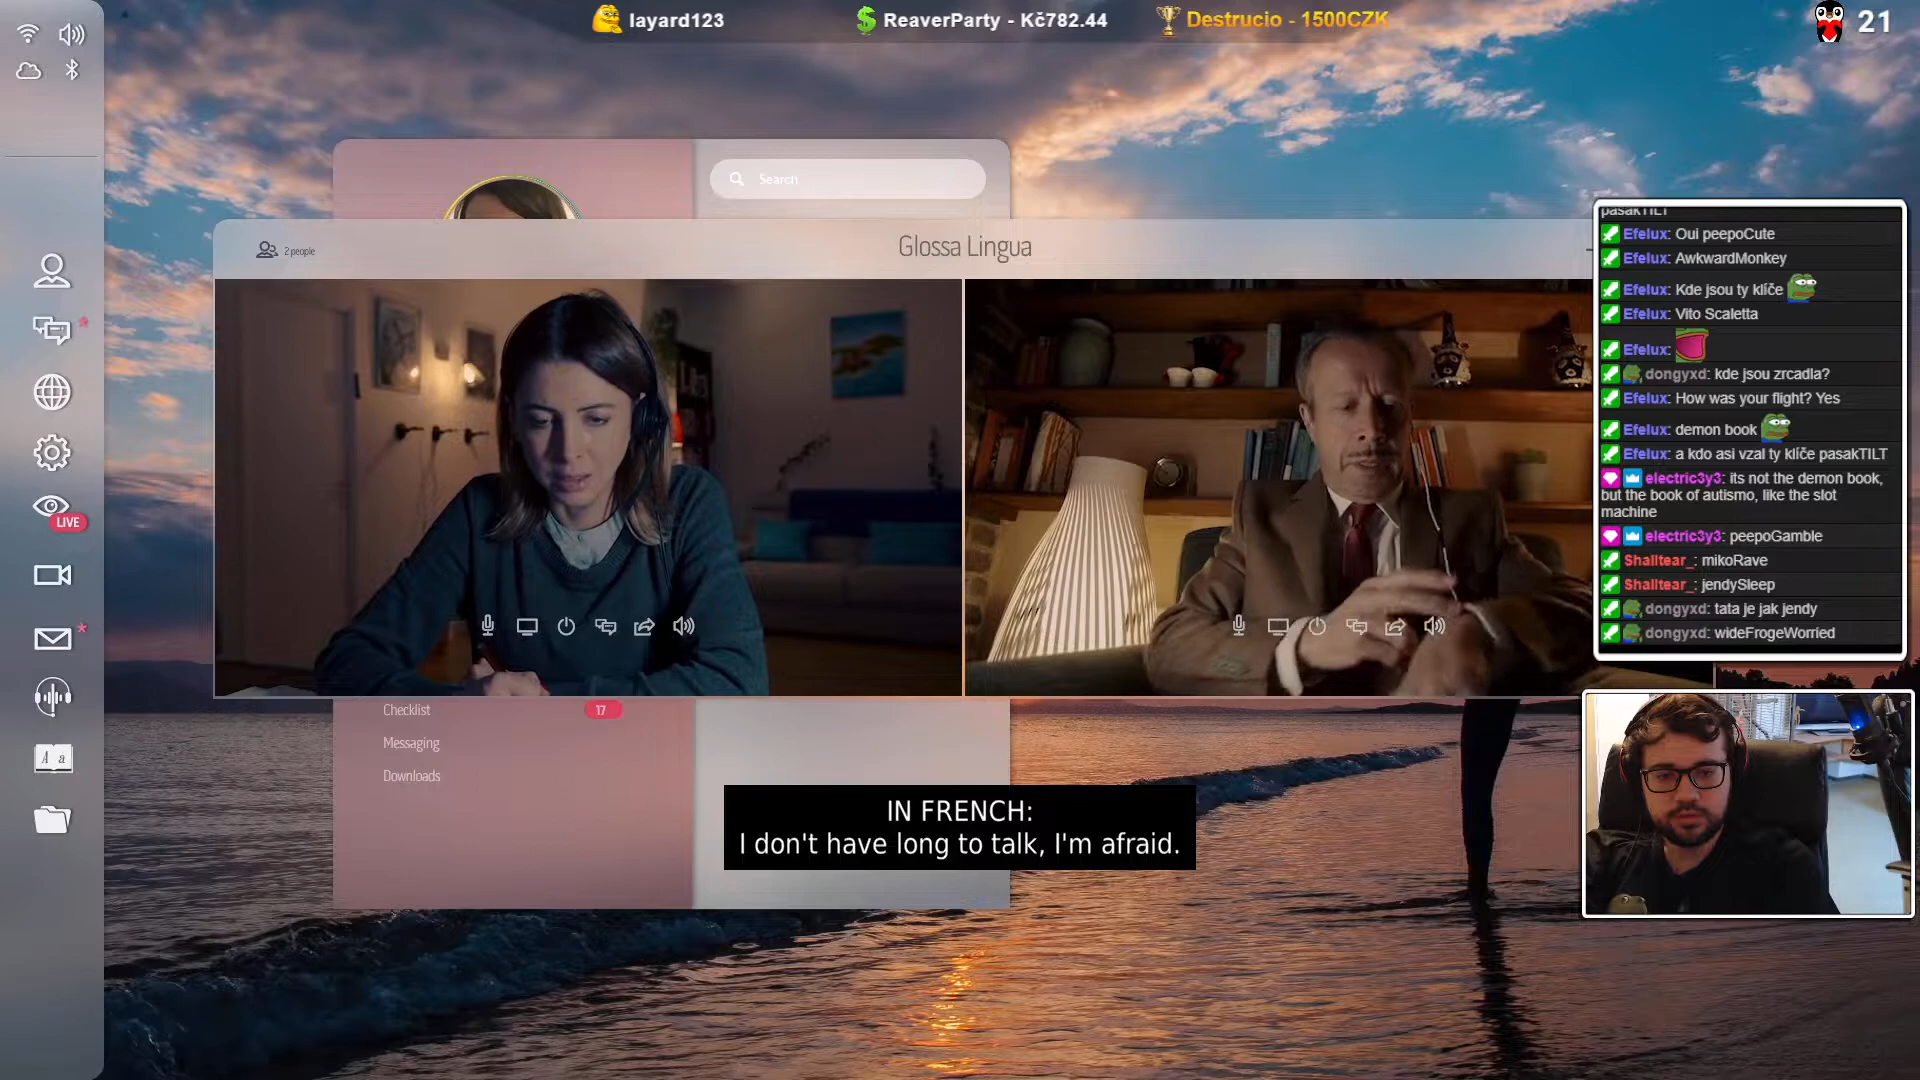 layard123
ReaverParty - Kč782.44
Destrucio - 1500CZK
21
Search
2 people
Glossa Lingua
LIVE
A a
Checklist
17
Messaging
Downloads
IN FRENCH:
I don't have long to talk, I'm afraid.
pasakTILT
Efelux: Oui peepoCute
Efelux: AwkwardMonkey
Efelux: Kde jsou ty klíče
Efelux: Vito Scaletta
Efelux:
dongyxd: kde jsou zrcadla?
Efelux: How was your flight? Yes
Efelux: demon book
Efelux: a kdo asi vzal ty klíče pasakTILT
electric3y3: its not the demon book,
but the book of autismo, like the slot
machine
electric3y3: peepoGamble
Shalltear_: mikoRave
Shalltear_: jendySleep
dongyxd: tata je jak jendy
dongyxd: wideFrogeWorried